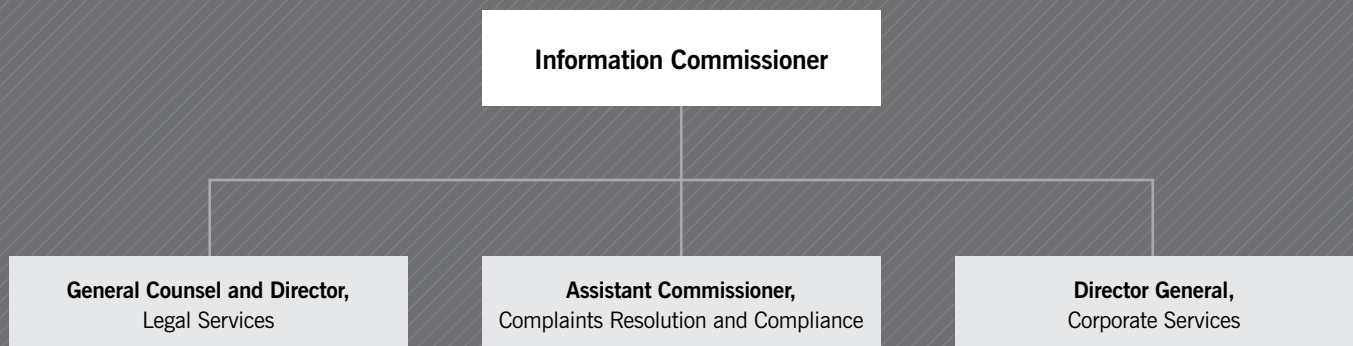 Information Commissioner
General Counsel and Director,
Legal Services
Assistant Commissioner,
Complaints Resolution and Compliance
Director General,
Corporate Services